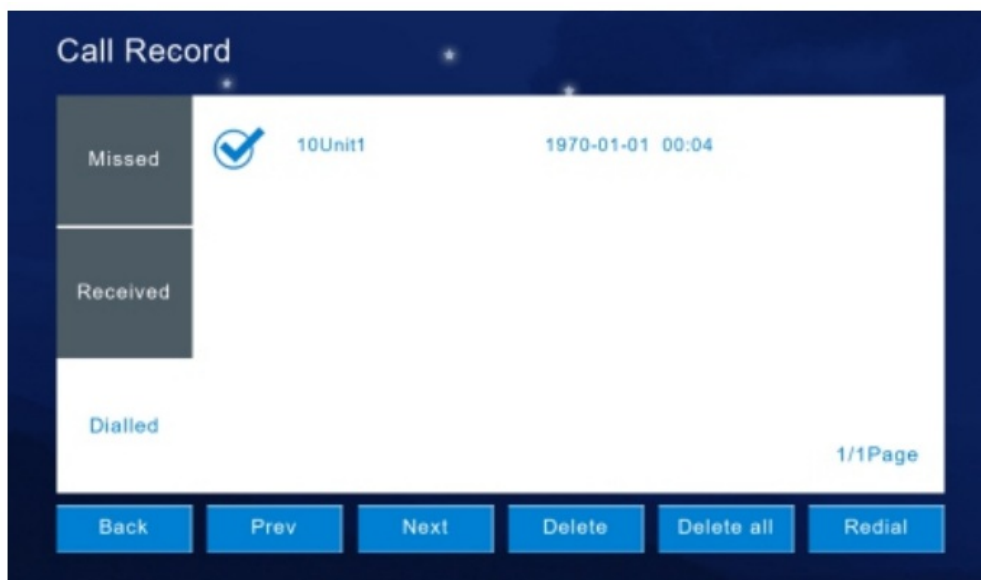 Call Record
Missed
10Unit1 1970-01-01 00:04
Received
Dialled
1/1Page
Back Prev Next Delete Delete all Redial